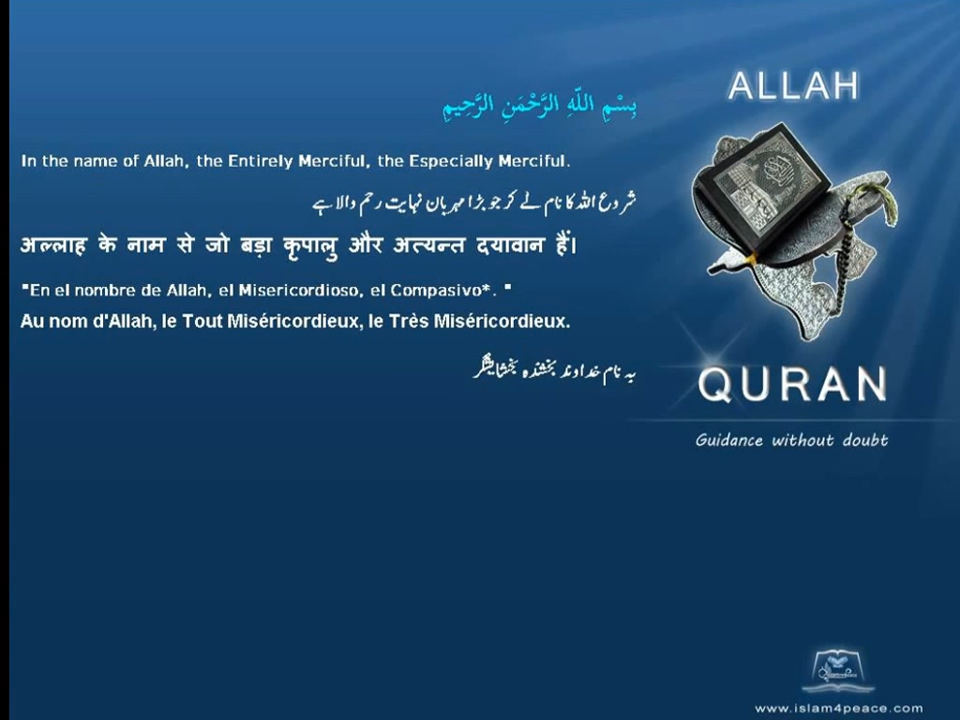 بِسْمِ اللّهِ الرَّحْمَنِ الرَّحِيمِ
In the name of Allah, the Entirely Merciful, the Especially Merciful.
شروع الله کا نام لے کر جو بڑا مہربان نہایت رحم والا ہے
अल्लाह के नाम से जो बड़ा कृपालु और अत्यन्त दयावान हैं।
"En el nombre de Allah, el Misericordioso, el Compasivo*. "
Au nom d'Allah, le Tout Miséricordieux, le Très Miséricordieux.
به نام خداوند بخشنده بخشایشگر
ALLAH
QURAN
Guidance without doubt
www.islam4peace.com